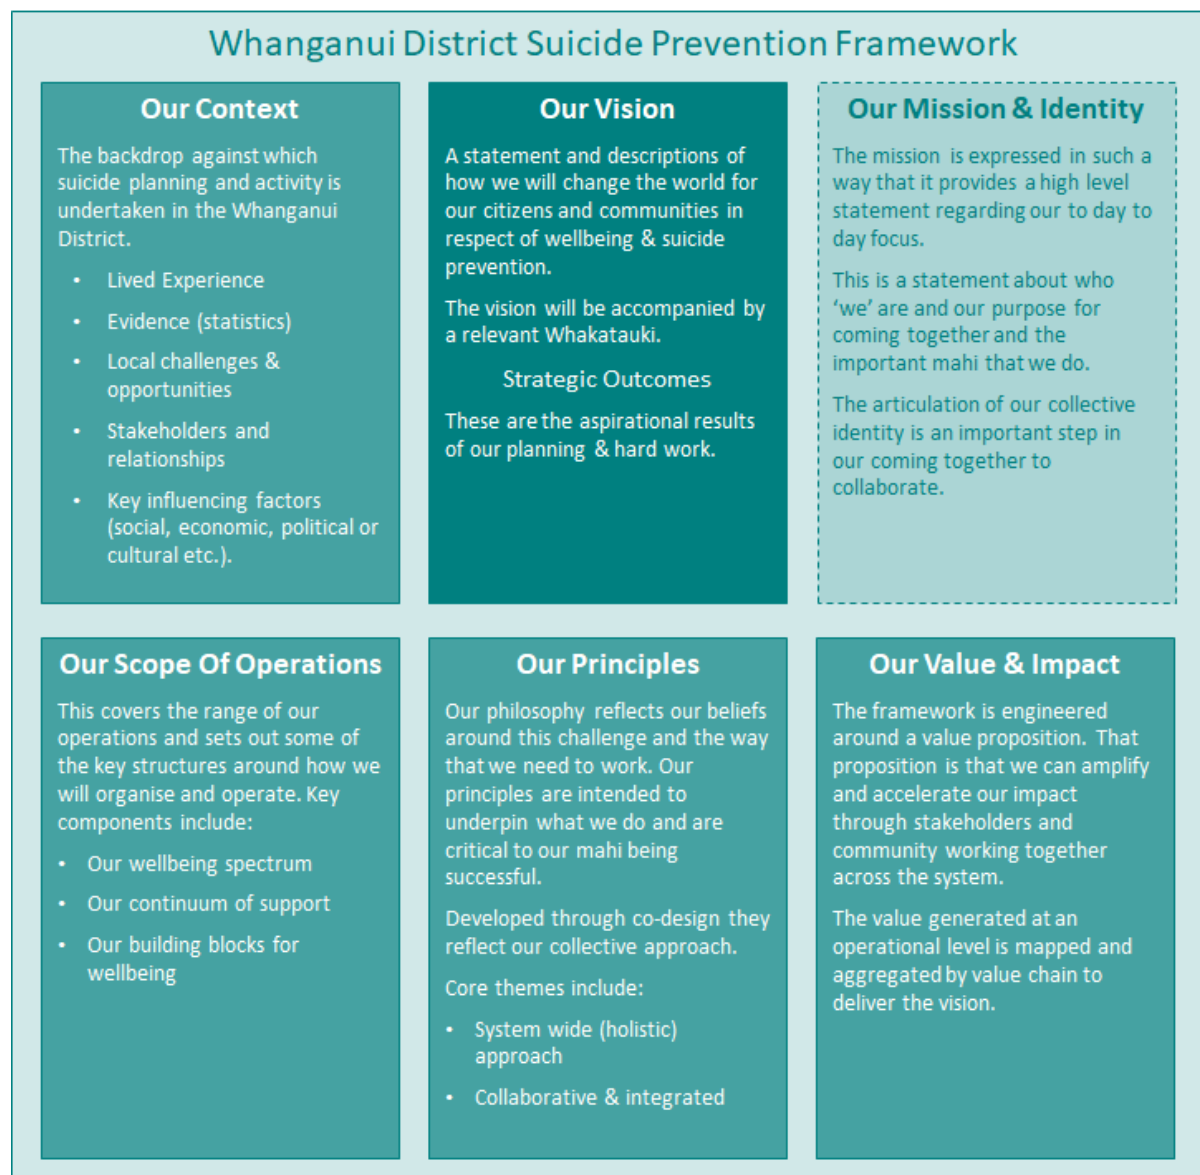 Whanganui District Suicide Prevention Framework
Our Context
The backdrop against which
suicide planning and activity is
undertaken in the Whanganui
District.
• Lived Experience
• Evidence (statistics)
• Local challenges &
opportunities
• Stakeholders and
relationships
• Key influencing factors
(social, economic, political or
cultural etc.).
Our Vision
A statement and descriptions of
how we will change the world for
our citizens and communities in
respect of wellbeing & suicide
prevention.
The vision will be accompanied by
a relevant Whakatauki.
Strategic Outcomes
These are the aspirational results
of our planning & hard work.
Our Mission & Identity
The mission is expressed in such a
way that it provides a high level
statement regarding our to day to
day focus.
This is a statement about who
‘we’ are and our purpose for
coming together and the
important mahi that we do.
The articulation of our collective
identity is an important step in
our coming together to
collaborate.
Our Scope Of Operations
This covers the range of our
operations and sets out some of
the key structures around how we
will organise and operate. Key
components include:
• Our wellbeing spectrum
• Our continuum of support
• Our building blocks for
wellbeing
Our Principles
Our philosophy reflects our beliefs
around this challenge and the way
that we need to work. Our
principles are intended to
underpin what we do and are
critical to our mahi being
successful.
Developed through co-design they
reflect our collective approach.
Core themes include:
• System wide (holistic)
approach
• Collaborative & integrated
Our Value & Impact
The framework is engineered
around a value proposition. That
proposition is that we can amplify
and accelerate our impact
through stakeholders and
community working together
across the system.
The value generated at an
operational level is mapped and
aggregated by value chain to
deliver the vision.